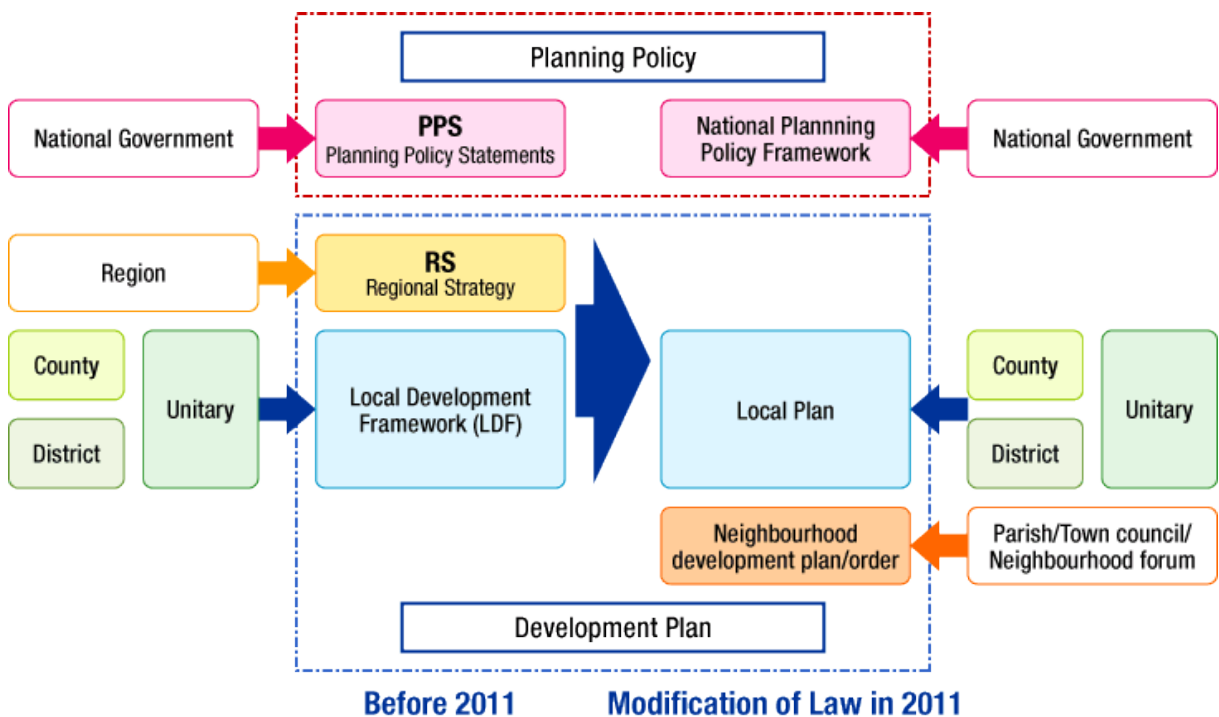 Planning Policy
National Government
PPS
Planning Policy Statements
National Plannning
Policy Framework
National Government
Region
RS
Regional Strategy
County
District
Unitary
Local Development
Framework (LDF)
Local Plan
County
District
Unitary
Neighbourhood
development plan/order
Parish/Town council/
Neighbourhood forum
Development Plan
Before 2011
Modification of Law in 2011